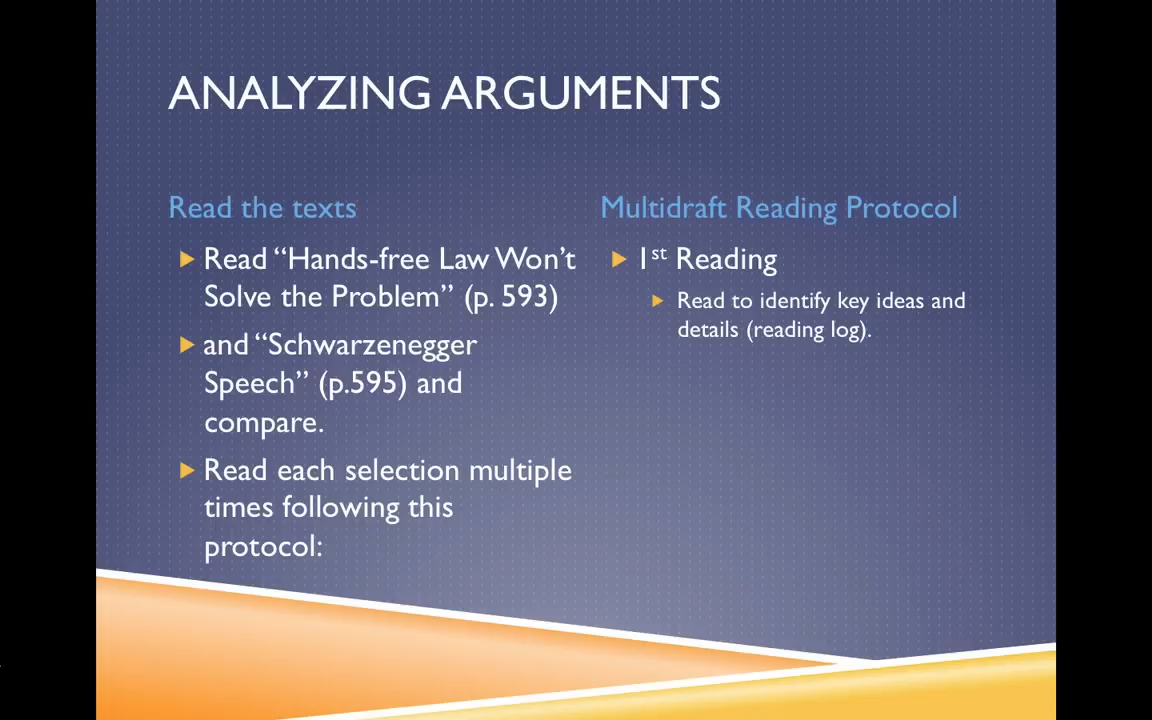 ANALYZING ARGUMENTS
Read the texts
Read “Hands-free Law Won’t
Solve the Problem” (p. 593)
and “Schwarzenegger
Speech” (p.595) and
compare.
Read each selection multiple
times following this
protocol:
Multidraft Reading Protocol
1st Reading
Read to identify key ideas and
details (reading log).